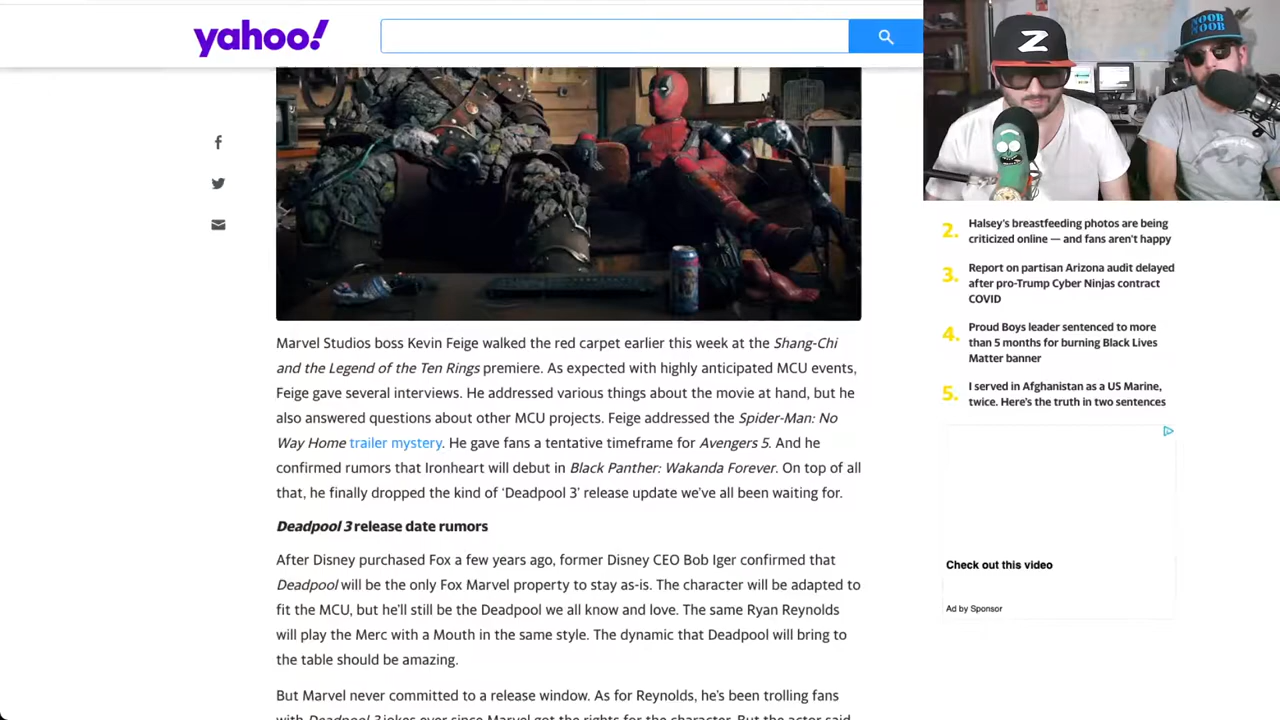 yahoo!
Z
NOOB
NOOB
Marvel Studios boss Kevin Feige walked the red carpet earlier this week at the Shang-Chi
and the Legend of the Ten Rings premiere. As expected with highly anticipated MCU events,
Feige gave several interviews. He addressed various things about the movie at hand, but he
also answered questions about other MCU projects. Feige addressed the Spider-Man: No
Way Home trailer mystery. He gave fans a tentative timeframe for Avengers 5. And he
confirmed rumors that Ironheart will debut in Black Panther: Wakanda Forever. On top of all
that, he finally dropped the kind of ‘Deadpool 3’ release update we’ve all been waiting for.
Deadpool 3 release date rumors
After Disney purchased Fox a few years ago, former Disney CEO Bob Iger confirmed that
Deadpool will be the only Fox Marvel property to stay as-is. The character will be adapted to
fit the MCU, but he’ll still be the Deadpool we all know and love. The same Ryan Reynolds
will play the Merc with a Mouth in the same style. The dynamic that Deadpool will bring to
the table should be amazing.
But Marvel never committed to a release window. As for Reynolds, he’s been trolling fans
with Deadpool 3 jokes ever since Marvel got the rights for the character. But the actor said
2.
Halsey's breastfeeding photos are being
criticized online — and fans aren't happy
3.
Report on partisan Arizona audit delayed
after pro-Trump Cyber Ninjas contract
COVID
4.
Proud Boys leader sentenced to more
than 5 months for burning Black Lives
Matter banner
5.
I served in Afghanistan as a US Marine,
twice. Here's the truth in two sentences
Check out this video
Ad by Sponsor